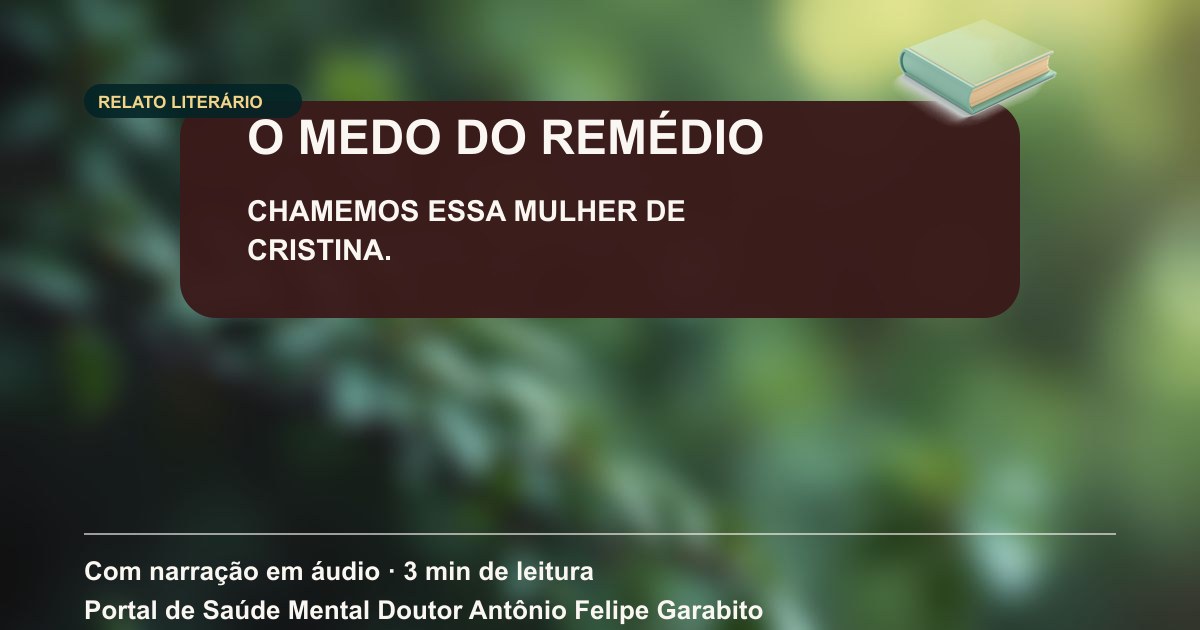 RELATO LITERÁRIO
O MEDO DO REMÉDIO
CHAMEMOS ESSA MULHER DE
CRISTINA.
Com narração em áudio · 3 min de leitura
Portal de Saúde Mental Doutor Antônio Felipe Garabito